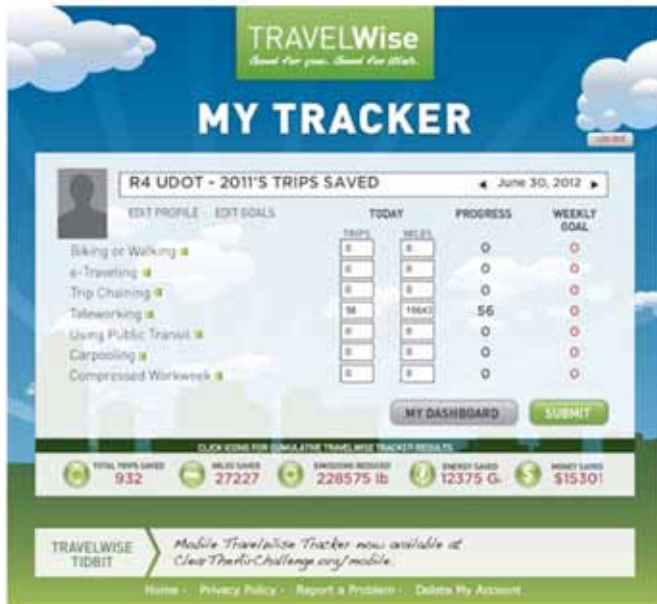 TRAVELWise
Good for you. Good for Utah.
MY TRACKER
LOG OUT
R4 UDOT - 2011'S TRIPS SAVED ◄ June 30, 2012 ►
EDIT PROFILE EDIT GOALS TODAY PROGRESS WEEKLY GOAL
TRIPS MILES
Biking or Walking 0 0 0 0
e-Traveling 0 0 0 0
Trip Chaining 0 0 0 0
Teleworking 56 56 0
Using Public Transit 0 0 0 0
Carpooling 0 0 0 0
Compressed Workweek 0 0 0 0
MY DASHBOARD SUBMIT
CLICK ICONS FOR CUMULATIVE TRAVELWISE TRACKER RESULTS
TOTAL TRIPS SAVED MILES SAVED EMISSIONS REDUCED ENERGY SAVED MONEY SAVED
932 27227 228575 lb 12375 G $15301
TRAVELWISE TIDBIT
Mobile TravelWise Tracker now available at
ClearTheAirChallenge.org/mobile.
Home · Privacy Policy · Report a Problem · Delete My Account